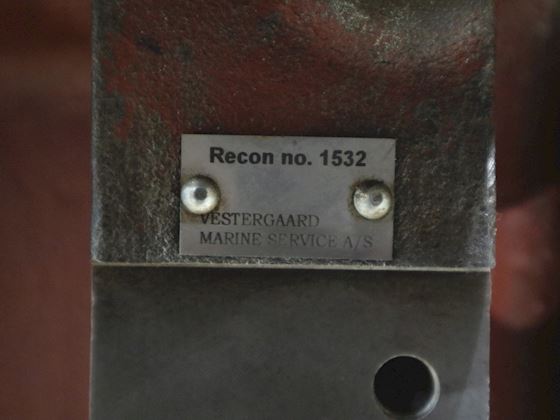 Recon no. 1532
VESTERGAARD
MARINE SERVICE A/S